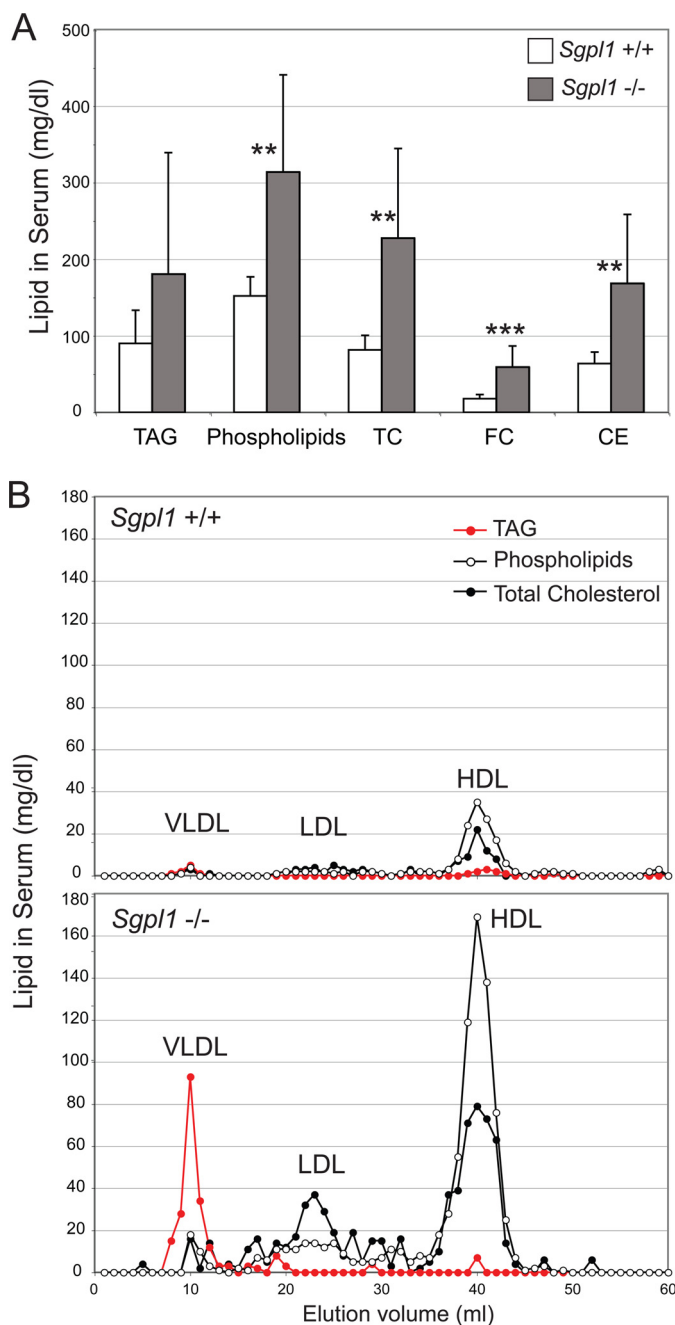 A
Lipid in Serum (mg/dl)
500
400
300
200
100
0
Sgpl1 +/+
Sgpl1 -/-
**
**
***
**
TAG Phospholipids TC FC CE
B
Lipid in Serum (mg/dl)
180
160
140
120
100
80
60
40
20
0
Sgpl1 +/+
TAG
Phospholipids
Total Cholesterol
VLDL LDL HDL
180
160
140
120
100
80
60
40
20
0
Sgpl1 -/-
HDL
VLDL
LDL
0 10 20 30 40 50 60
Elution volume (ml)